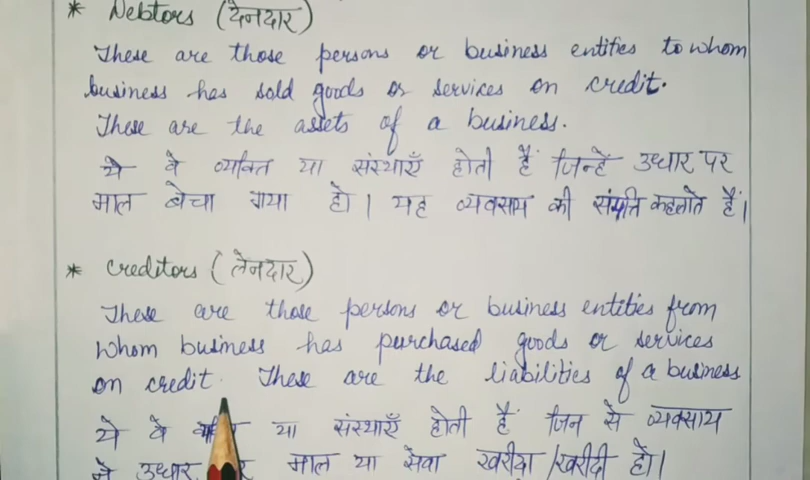 * Debtors (देनदार)
These are those persons or business entities to whom
business has sold goods or services on credit.
These are the assets of a business.
ये वे व्यक्ति या संस्थाएँ होती हैं जिन्हें उधार पर
माल बेचा गया हो। यह व्यवसाय की संपत्ति कहलाते हैं।
* Creditors (लेनदार)
These are those persons or business entities from
whom business has purchased goods or services
on credit. These are the liabilities of a business
ये वे या संस्थाएँ होती हैं जिन से व्यवसाय
ने उधार माल या सेवा खरीदा/खरीदी हो।